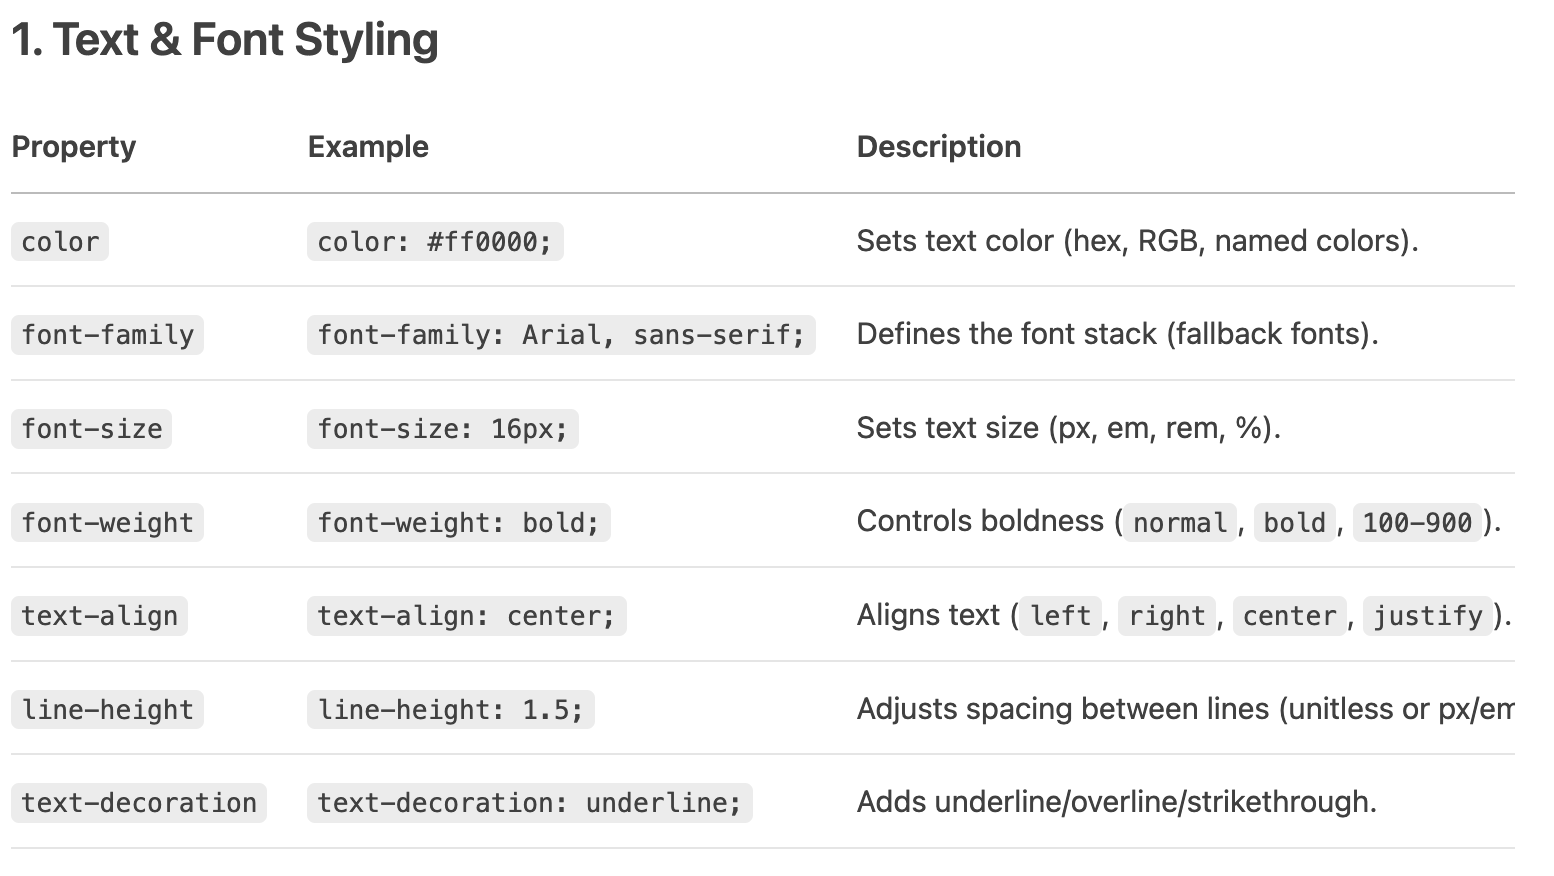 1. Text & Font Styling
Property Example Description
color color: #ff0000; Sets text color (hex, RGB, named colors).
font-family font-family: Arial, sans-serif; Defines the font stack (fallback fonts).
font-size font-size: 16px; Sets text size (px, em, rem, %).
font-weight font-weight: bold; Controls boldness (normal, bold, 100-900).
text-align text-align: center; Aligns text (left, right, center, justify).
line-height line-height: 1.5; Adjusts spacing between lines (unitless or px/em
text-decoration text-decoration: underline; Adds underline/overline/strikethrough.